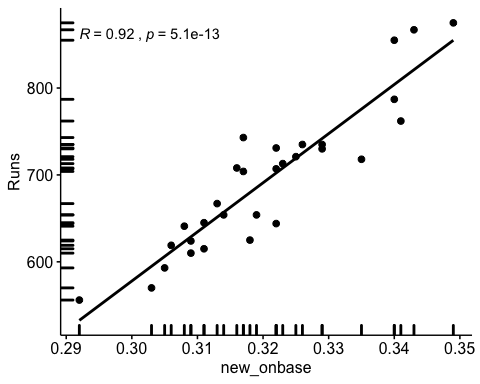 R = 0.92 , p = 5.1e-13
800
700
600
Runs
0.29 0.30 0.31 0.32 0.33 0.34 0.35
new_onbase